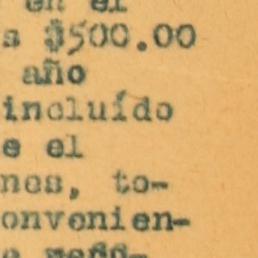 en el
s $500.00
año
incluído
e el
nes, to-
onvenien-